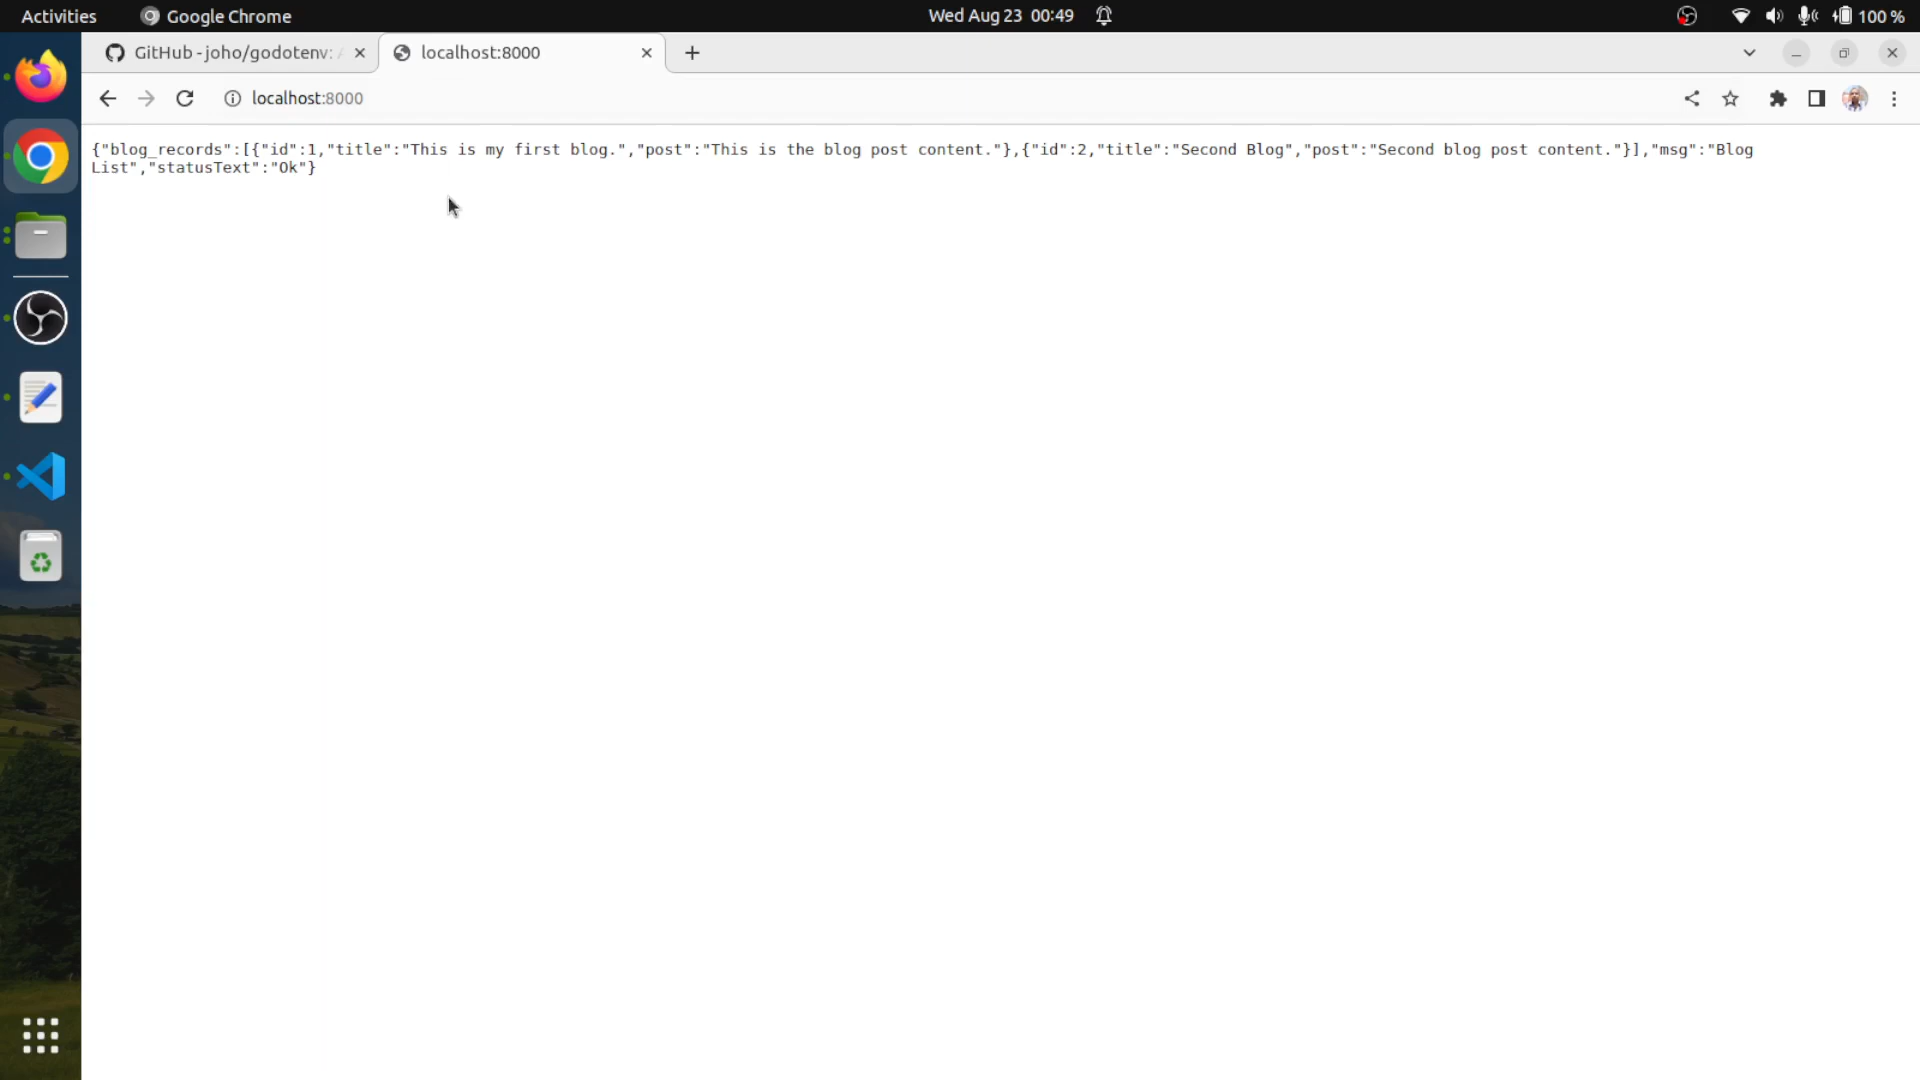 Activities Google Chrome Wed Aug 23 00:49 100 %
GitHub - joho/godotenv: localhost:8000
localhost:8000
{"blog_records":[{"id":1,"title":"This is my first blog.","post":"This is the blog post content."},{"id":2,"title":"Second Blog","post":"Second blog post content."}],"msg":"Blog
List","statusText":"Ok"}